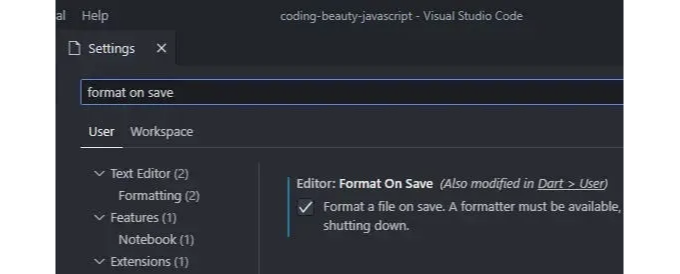 al Help coding-beauty-javascript - Visual Studio Code
Settings
format on save
User Workspace
Text Editor (2)
Formatting (2)
Features (1)
Notebook (1)
Extensions (1)
Editor: Format On Save (Also modified in Dart > User)
Format a file on save. A formatter must be available,
shutting down.